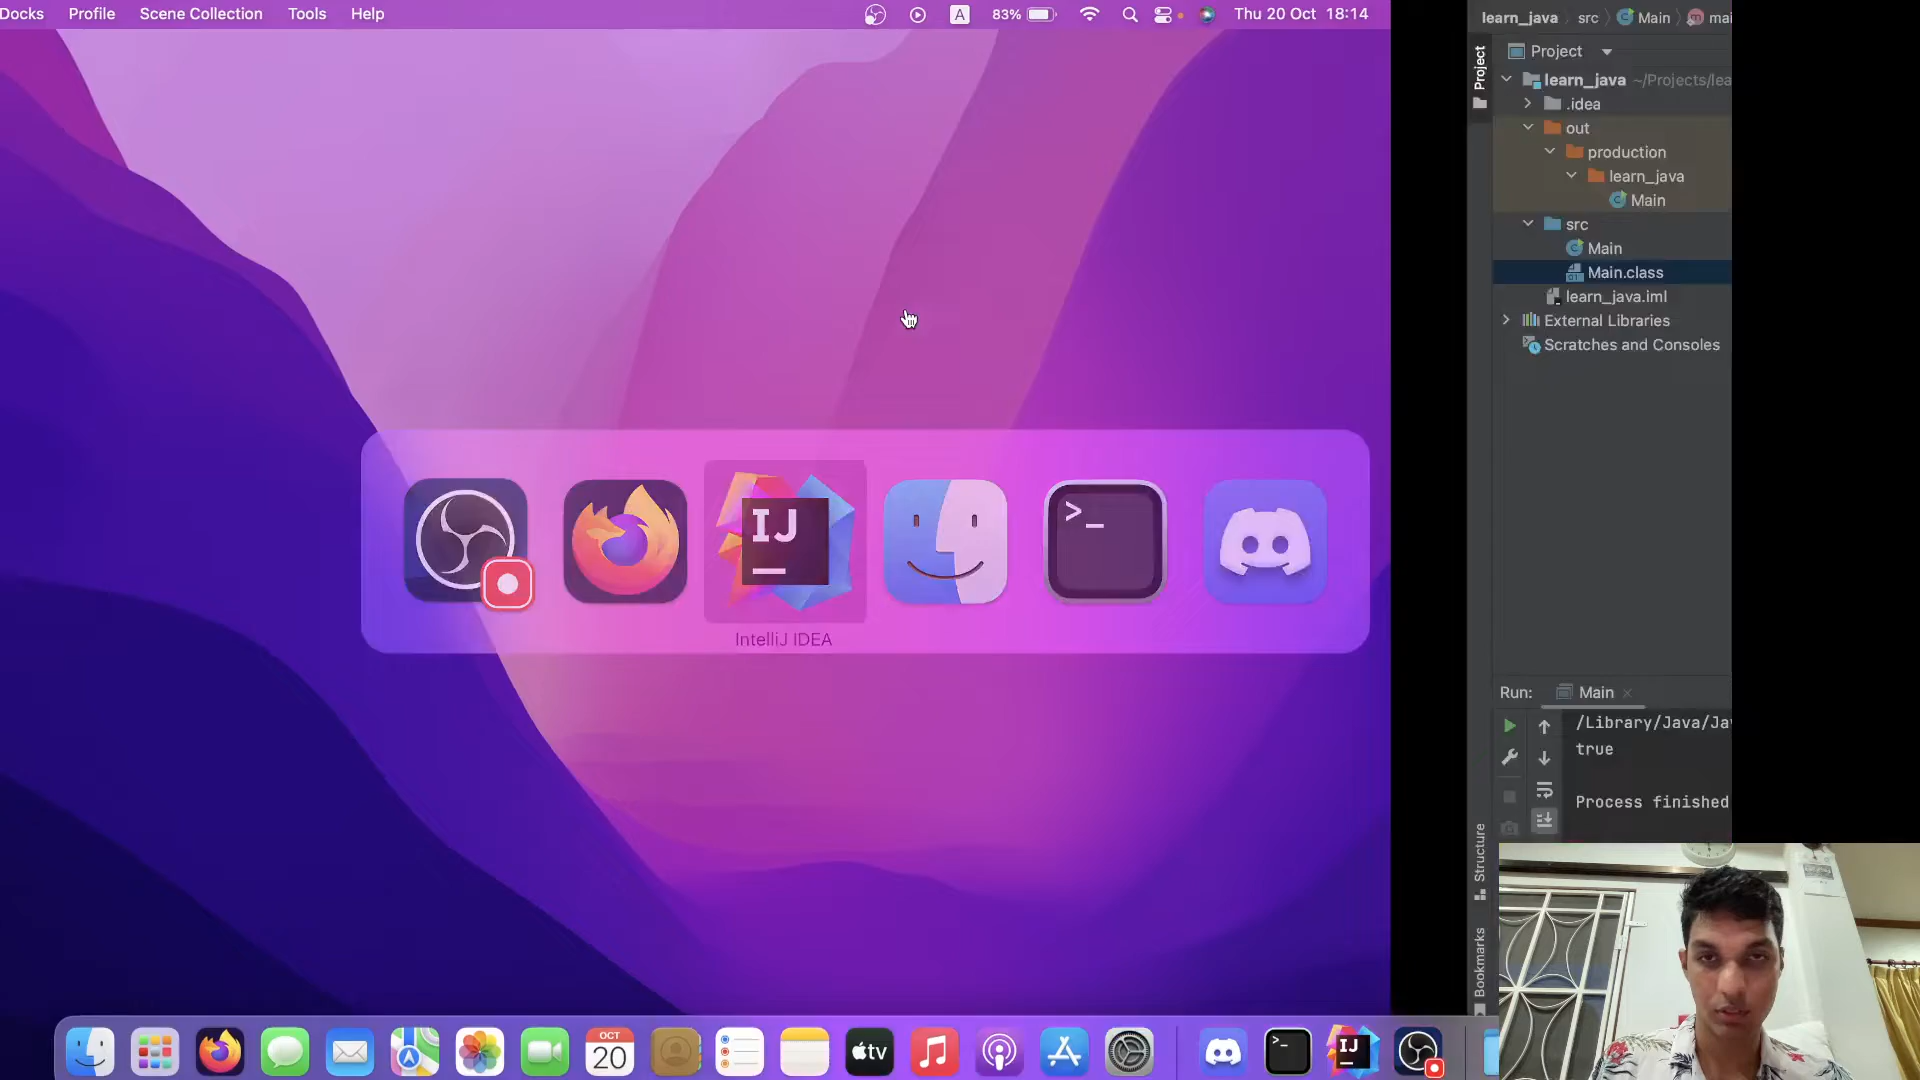 Docks Profile Scene Collection Tools Help A 83% Thu 20 Oct 18:14
learn_java src Main mai
Project
Project
learn_java ~/Projects/lea
.idea
out
production
learn_java
Main
src
Main
Main.class
learn_java.iml
External Libraries
Scratches and Consoles
IJ
>_
IntelliJ IDEA
Run: Main
/Library/Java/Jav
true
Process finished
Structure
Bookmarks
OCT
20
tv
>_
IJ